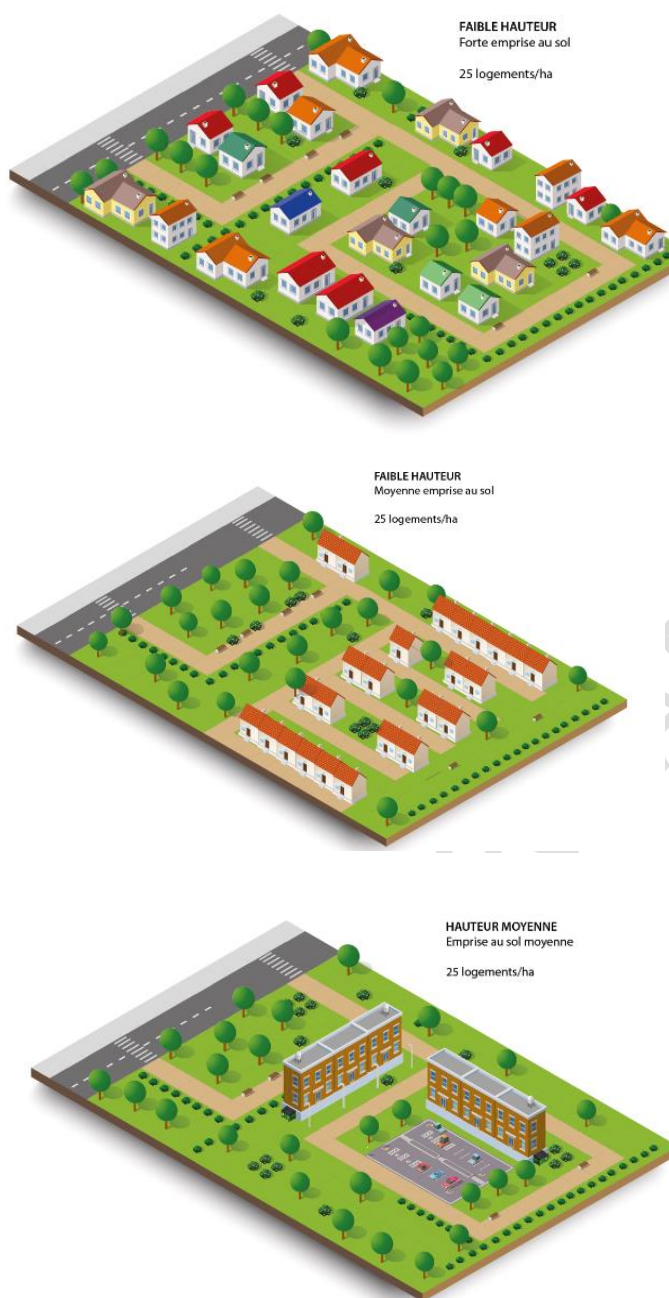 FAIBLE HAUTEUR
Forte emprise au sol
25 logements/ha
FAIBLE HAUTEUR
Moyenne emprise au sol
25 logements/ha
HAUTEUR MOYENNE
Emprise au sol moyenne
25 logements/ha